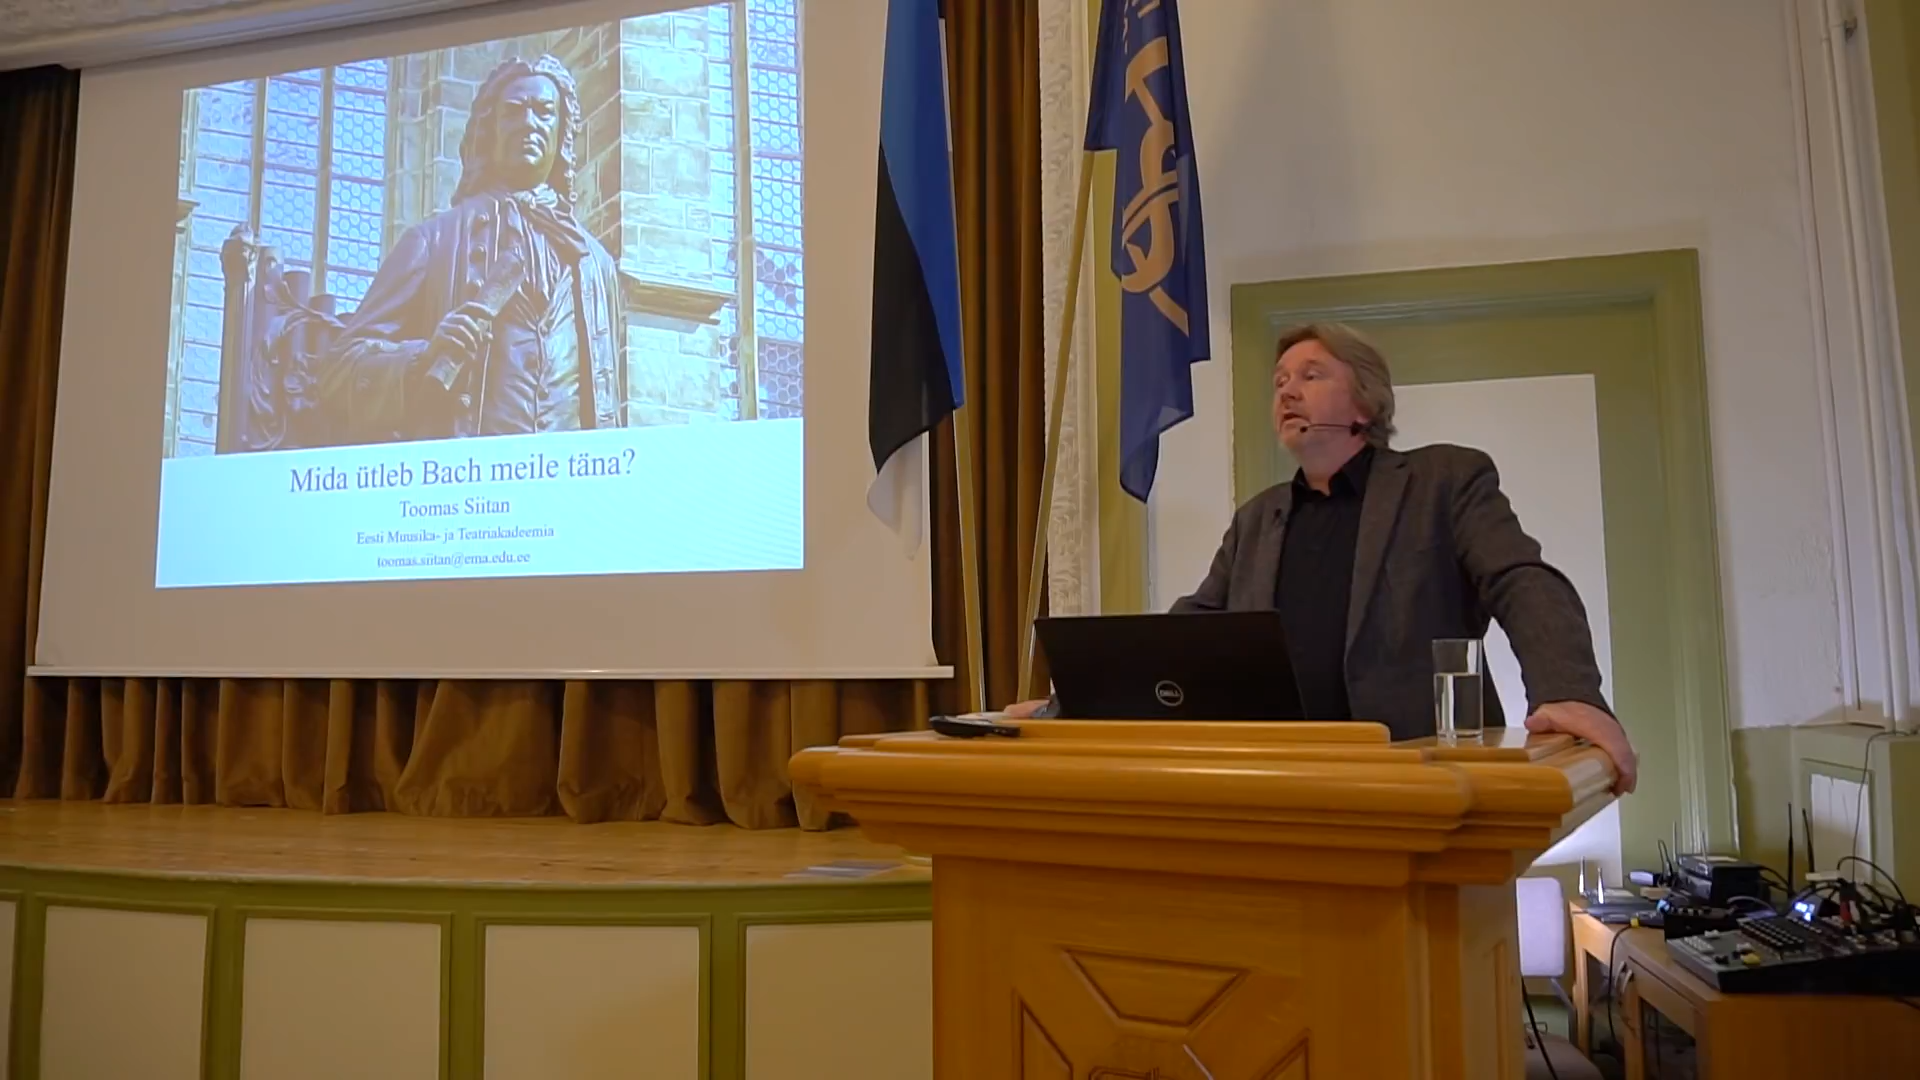 Mida ütleb Bach meile täna?
Toomas Siitan
Eesti Muusika- ja Teatriakadeemia
toomas.siitan@ema.edu.ee
DELL